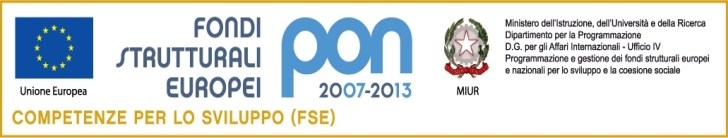 Unione Europea
FONDI
STRUTTURALI
EUROPEI
pon
2007-2013
MIUR
Ministero dell'Istruzione, dell'Università e della Ricerca
Dipartimento per la Programmazione
D.G. per gli Affari Internazionali - Ufficio IV
Programmazione e gestione dei fondi strutturali europei
e nazionali per lo sviluppo e la coesione sociale
COMPETENZE PER LO SVILUPPO (FSE)